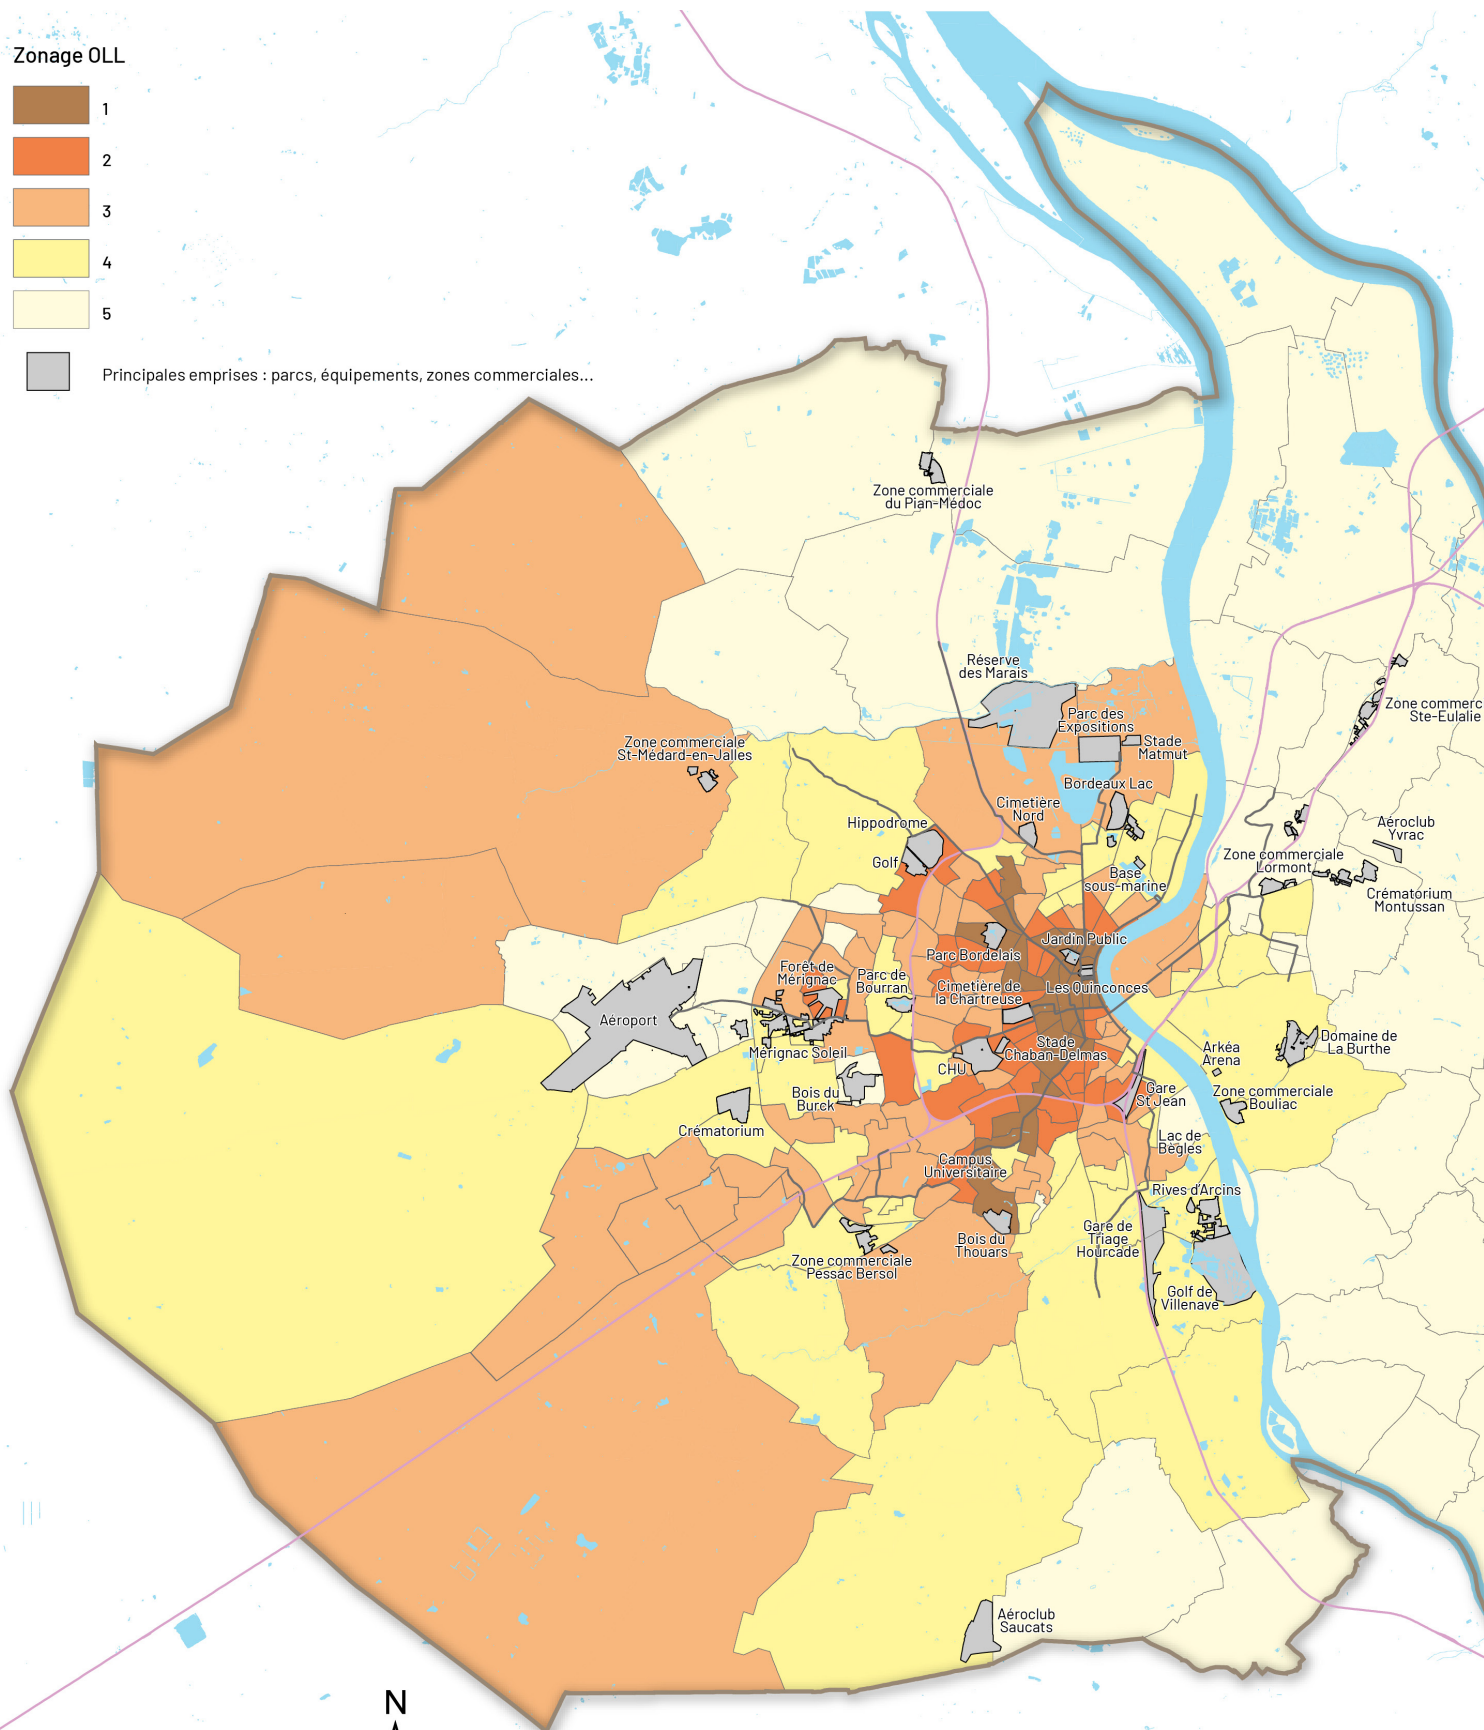 Zonage OLL
1
2
3
4
5
Principales emprises : parcs, équipements, zones commerciales...
Zone commerciale
du Pian-Médoc
Réserve
des Marais
Parc des
Expositions
Stade
Matmut
Zone commerc
Ste-Eulalie
Zone commerciale
St-Médard-en-Jalles
Bordeaux Lac
Cimetière
Nord
Hippodrome
Golf
Aéroclub
Yvrac
Zone commerciale
Lormont
Base
sous-marine
Crématorium
Montussan
Jardin Public
Parc Bordelais
Forêt de
Mérignac
Parc de
Bourran
Cimetière de
la Chartreuse
Les Quinconces
Aéroport
Mérignac Soleil
Stade
Chaban-Delmas
CHU
Arkéa
Arena
Domaine de
La Burthe
Bois du
Burck
Gare
St Jean
Zone commerciale
Bouliac
Crématorium
Lac de
Bègles
Campus
Universitaire
Rives d'Arcins
Bois du
Thouars
Gare de
Triage
Hourcade
Zone commerciale
Pessac Bersol
Golf de
Villenave
Aéroclub
Saucats
N